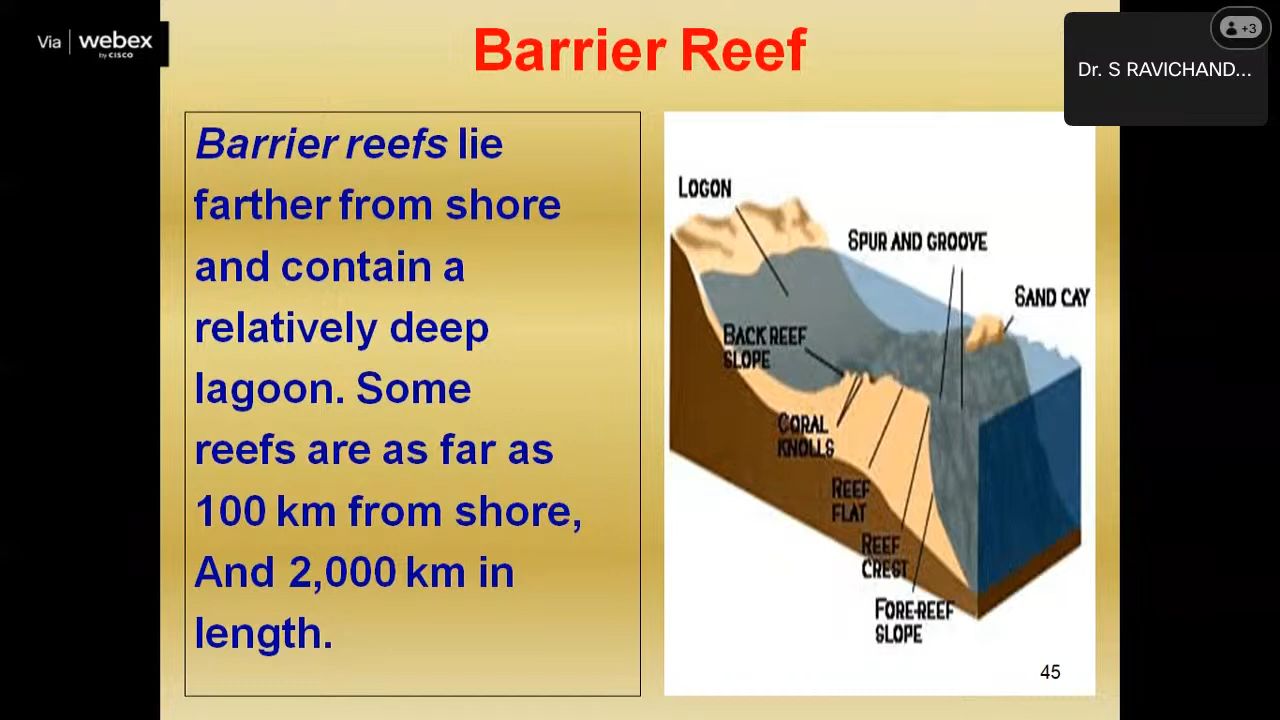 Via webex
by CISCO
Barrier Reef
+3
Dr. S RAVICHAND...
Barrier reefs lie
farther from shore
and contain a
relatively deep
lagoon. Some
reefs are as far as
100 km from shore,
And 2,000 km in
length.
LOGON
SPUR AND GROOVE
SAND CAY
BACK REEF
SLOPE
CORAL
KNOLLS
REEF
FLAT
REEF
CREST
FORE-REEF
SLOPE
45